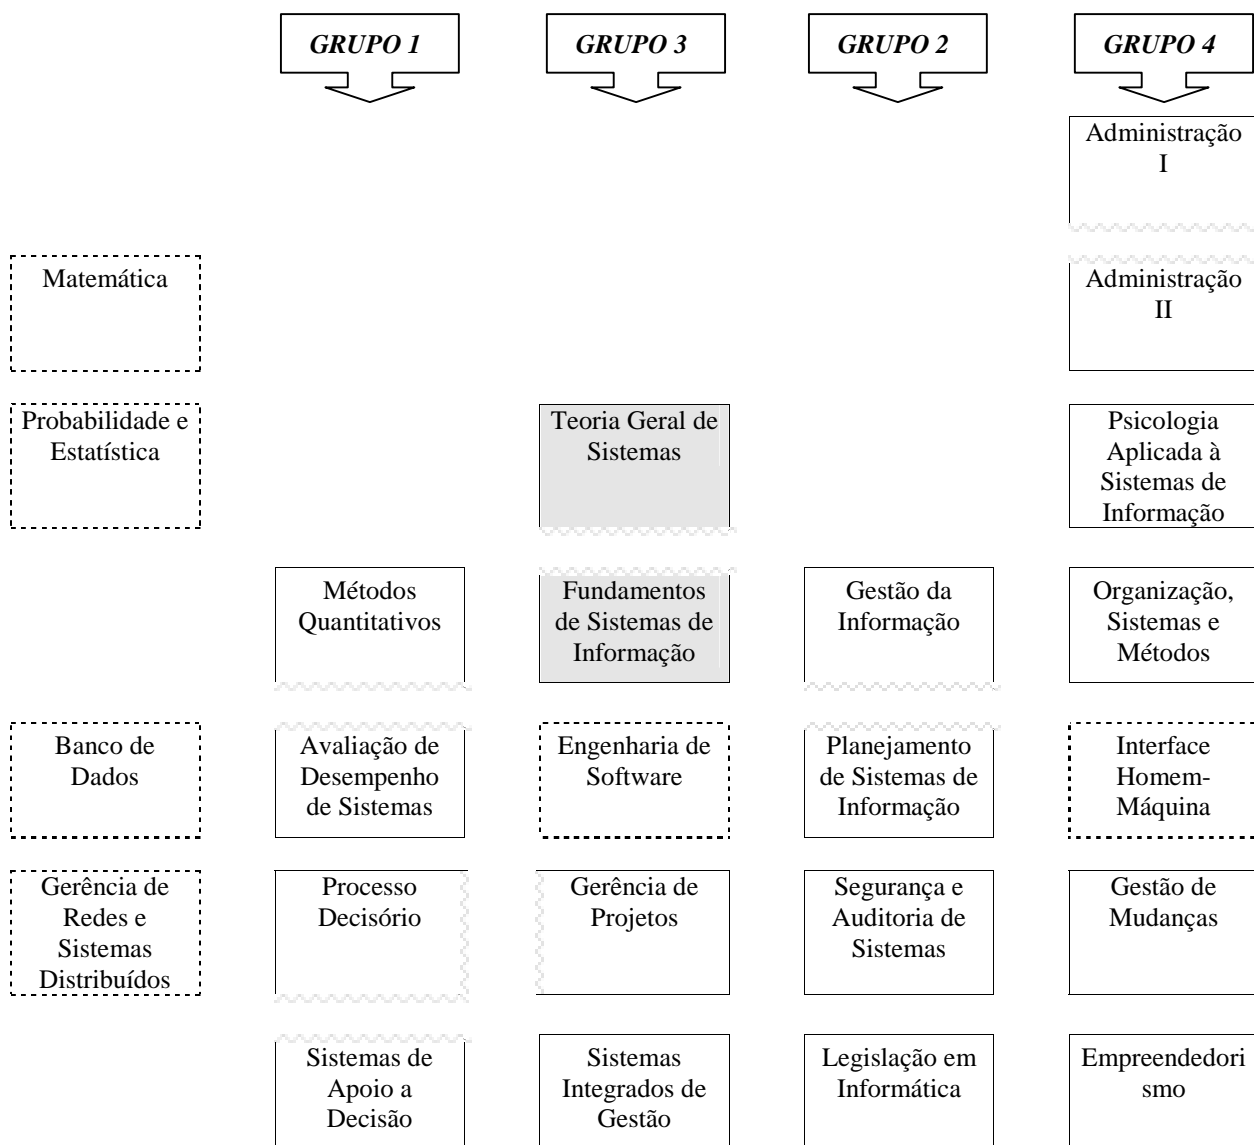 GRUPO 1
GRUPO 3
GRUPO 2
GRUPO 4
Administração
I
Matemática
Administração
II
Probabilidade e
Estatística
Teoria Geral de
Sistemas
Psicologia
Aplicada à
Sistemas de
Informação
Métodos
Quantitativos
Fundamentos
de Sistemas de
Informação
Gestão da
Informação
Organização,
Sistemas e
Métodos
Banco de
Dados
Avaliação de
Desempenho
de Sistemas
Engenharia de
Software
Planejamento
de Sistemas de
Informação
Interface
Homem-
Máquina
Gerência de
Redes e
Sistemas
Distribuídos
Processo
Decisório
Gerência de
Projetos
Segurança e
Auditoria de
Sistemas
Gestão de
Mudanças
Sistemas de
Apoio a
Decisão
Sistemas
Integrados de
Gestão
Legislação em
Informática
Empreendedori
smo